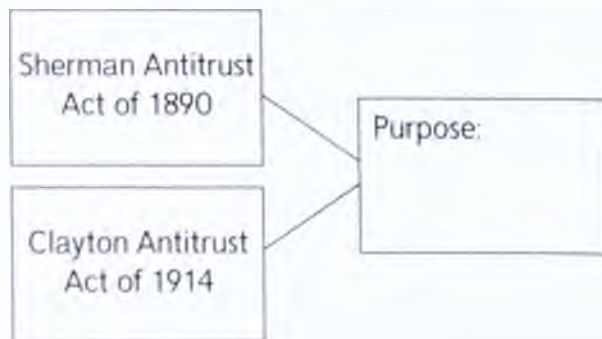 Sherman Antitrust
Act of 1890
Purpose:
Clayton Antitrust
Act of 1914